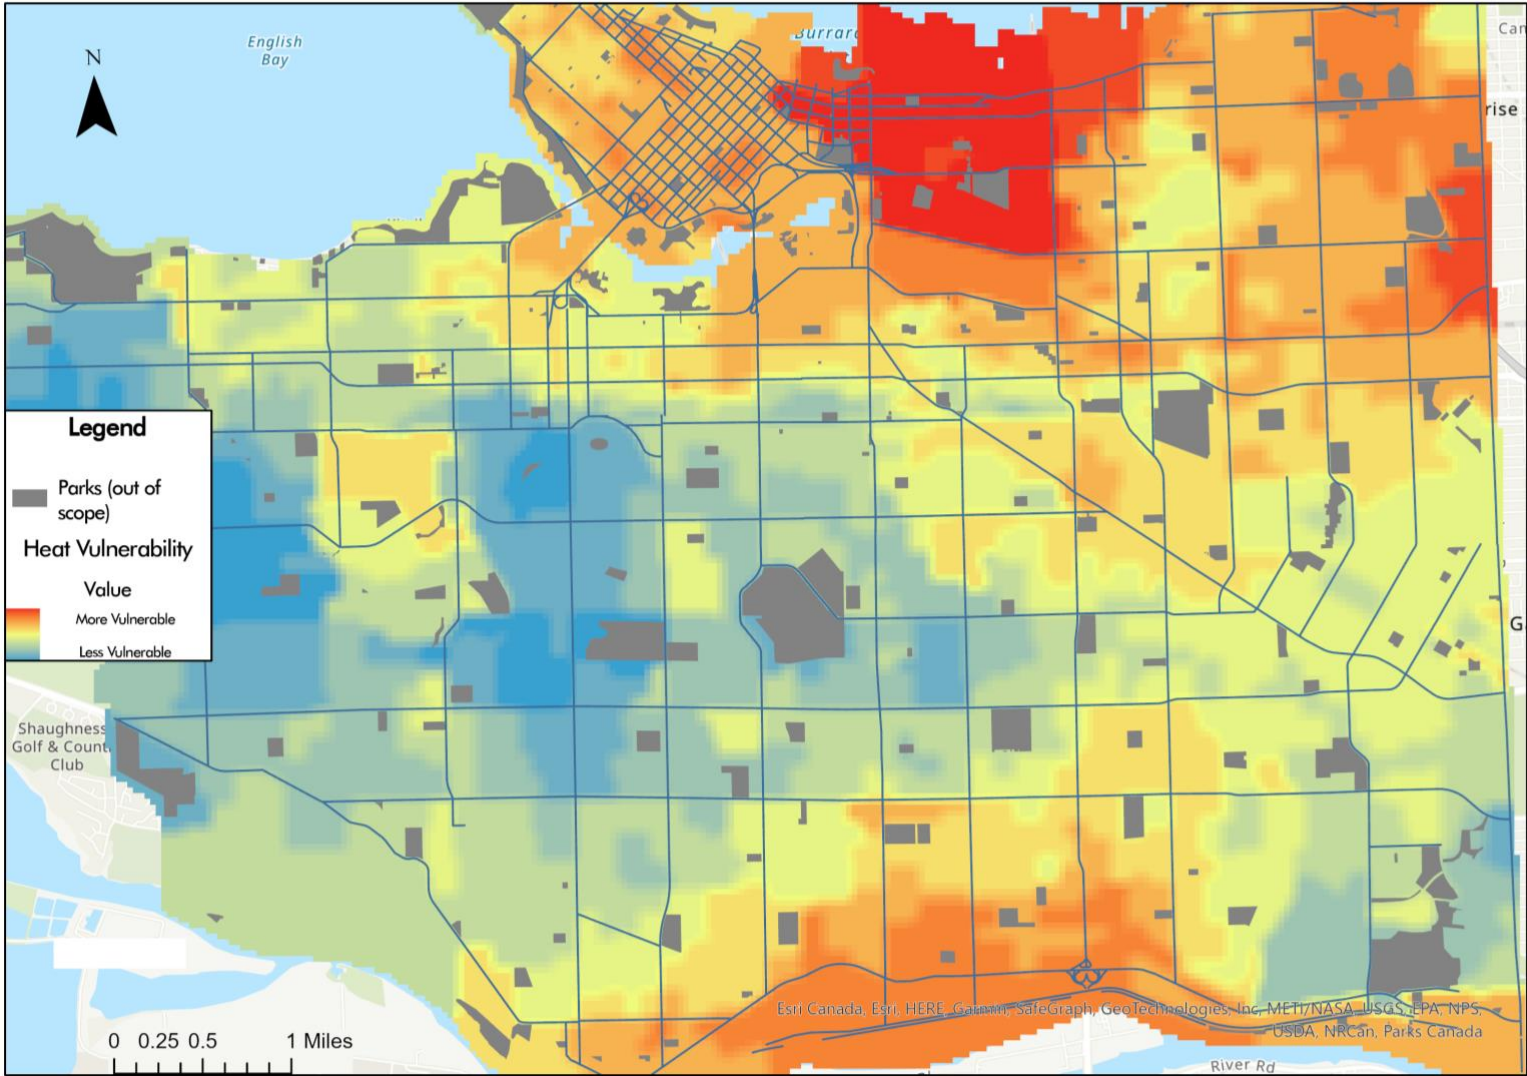 English
Bay
Burrard
N
Can
rise
Legend
Parks (out of
scope)
Heat Vulnerability
Value
More Vulnerable
Less Vulnerable
G
Shaughness
Golf & Count
Club
0 0.25 0.5 1 Miles
Esri Canada, Esri, HERE, Garmin, SafeGraph, GeoTechnologies, Inc, METI/NASA, USGS, EPA, NPS,
USDA, NRCan, Parks Canada
River Rd